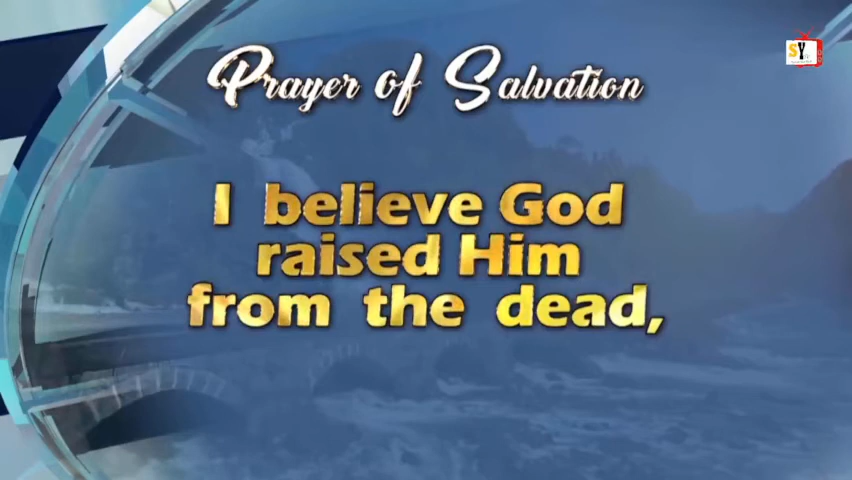 Prayer of Salvation
SY
I believe God
raised Him
from the dead,